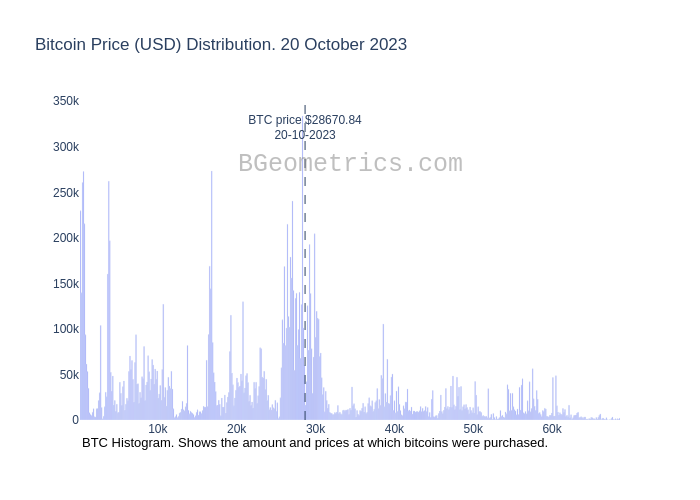 Bitcoin Price (USD) Distribution. 20 October 2023
350k
BTC price $28670.84
20-10-2023
300k
BGeometrics.com
250k
200k
150k
100k
50k
0
10k 20k 30k 40k 50k 60k
BTC Histogram. Shows the amount and prices at which bitcoins were purchased.